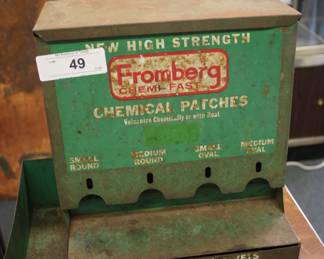 NEW HIGH STRENGTH
49
Fromberg
CHEMI-FAST
CHEMICAL PATCHES
Vulcanize Chemically or with Heat
SMALL ROUND
MEDIUM ROUND
SMALL OVAL
MEDIUM OVAL